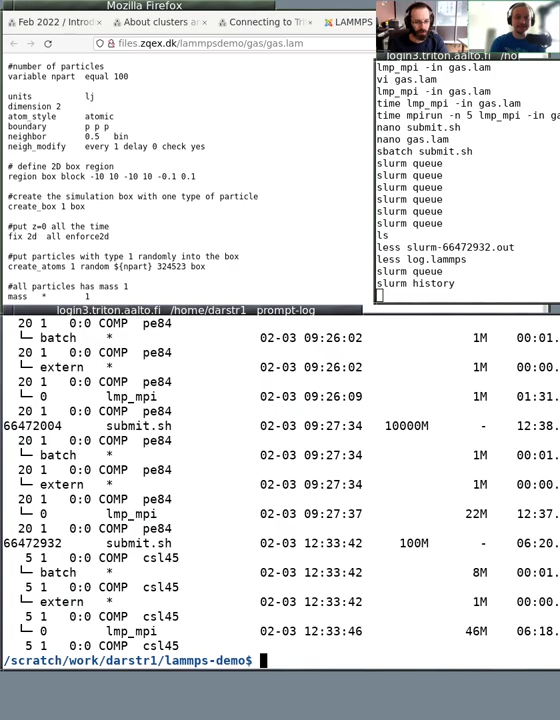 Mozilla Firefox
Feb 2022 / Introd × About clusters ar × Connecting to Trit × LAMMPS
files.zqex.dk/lammpsdemo/gas/gas.lam
#number of particles
variable npart equal 100
units lj
dimension 2
atom_style atomic
boundary p p p
neighbor 0.5 bin
neigh_modify every 1 delay 0 check yes
# define 2D box region
region box block -10 10 -10 10 -0.1 0.1
#create the simulation box with one type of particle
create_box 1 box
#put z=0 all the time
fix 2d all enforce2d
#put particles with type 1 randomly into the box
create_atoms 1 random ${npart} 324523 box
#all particles has mass 1
mass * 1
login3.triton.aalto.fi /ho
lmp_mpi -in gas.lam
vi gas.lam
lmp_mpi -in gas.lam
time lmp_mpi -in gas.lam
time mpirun -n 5 lmp_mpi -in ga
nano submit.sh
nano gas.lam
sbatch submit.sh
slurm queue
slurm queue
slurm queue
slurm queue
slurm queue
slurm queue
ls
less slurm-66472932.out
less log.lammps
slurm queue
slurm history
login3.triton.aalto.fi /home/darstr1 prompt-log
20 1 0:0 COMP pe84
└─ batch * 02-03 09:26:02 1M 00:01.
20 1 0:0 COMP pe84
└─ extern * 02-03 09:26:02 1M 00:00.
20 1 0:0 COMP pe84
└─ 0 lmp_mpi 02-03 09:26:09 1M 01:31.
20 1 0:0 COMP pe84
66472004 submit.sh 02-03 09:27:34 10000M - 12:38.
20 1 0:0 COMP pe84
└─ batch * 02-03 09:27:34 1M 00:01.
20 1 0:0 COMP pe84
└─ extern * 02-03 09:27:34 1M 00:00.
20 1 0:0 COMP pe84
└─ 0 lmp_mpi 02-03 09:27:37 22M 12:37.
20 1 0:0 COMP pe84
66472932 submit.sh 02-03 12:33:42 100M - 06:20.
5 1 0:0 COMP csl45
└─ batch * 02-03 12:33:42 8M 00:01.
5 1 0:0 COMP csl45
└─ extern * 02-03 12:33:42 1M 00:00.
5 1 0:0 COMP csl45
└─ 0 lmp_mpi 02-03 12:33:46 46M 06:18.
5 1 0:0 COMP csl45
/scratch/work/darstr1/lammps-demo$